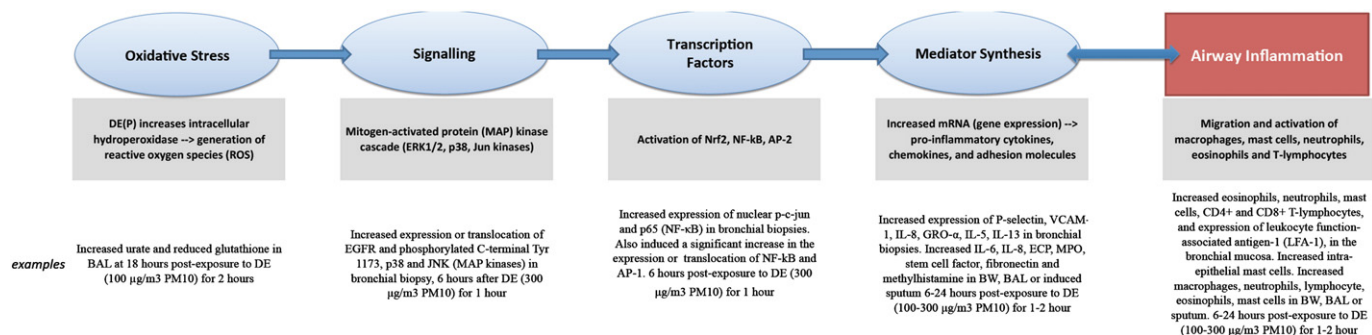 Oxidative Stress
Signalling
Transcription
Factors
Mediator Synthesis
Airway Inflammation
DE(P) increases intracellular
hydroperoxidase --> generation of
reactive oxygen species (ROS)
Mitogen-activated protein (MAP) kinase
cascade (ERK1/2, p38, Jun kinases)
Activation of Nrf2, NF-kB, AP-2
Increased mRNA (gene expression) -->
pro-inflammatory cytokines,
chemokines, and adhesion molecules
Migration and activation of
macrophages, mast cells, neutrophils,
eosinophils and T-lymphocytes
examples
Increased urate and reduced glutathione in
BAL at 18 hours post-exposure to DE
(100 μg/m3 PM10) for 2 hours
Increased expression or translocation of
EGFR and phosphorylated C-terminal Tyr
1173, p38 and JNK (MAP kinases) in
bronchial biopsy, 6 hours after DE (300
μg/m3 PM10) for 1 hour
Increased expression of nuclear p-c-jun
and p65 (NF-κB) in bronchial biopsies.
Also induced a significant increase in the
expression or translocation of NF-kB and
AP-1. 6 hours post-exposure to DE (300
μg/m3 PM10) for 1 hour
Increased expression of P-selectin, VCAM-
1, IL-8, GRO-α, IL-5, IL-13 in bronchial
biopsies. Increased IL-6, IL-8, ECP, MPO,
stem cell factor, fibronectin and
methylhistamine in BW, BAL or induced
sputum 6-24 hours post-exposure to DE
(100-300 μg/m3 PM10) for 1-2 hour
Increased eosinophils, neutrophils, mast
cells, CD4+ and CD8+ T-lymphocytes,
and expression of leukocyte function-
associated antigen-1 (LFA-1), in the
bronchial mucosa. Increased intra-
epithelial mast cells. Increased
macrophages, neutrophils, lymphocyte,
eosinophils, mast cells in BW, BAL or
sputum. 6-24 hours post-exposure to DE
(100-300 μg/m3 PM10) for 1-2 hour